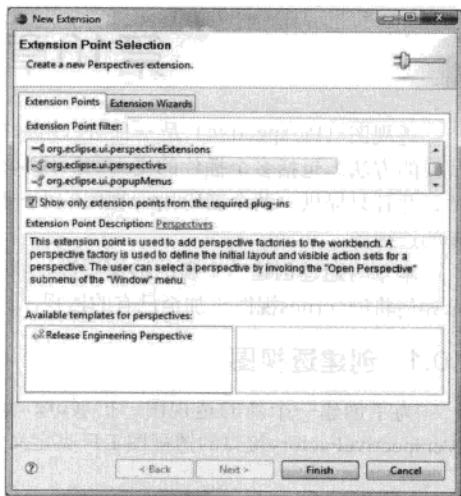 New Extension
Extension Point Selection
Create a new Perspectives extension.
Extension Points
Extension Wizards
Extension Point filter:
org.eclipse.ui.perspectiveExtensions
org.eclipse.ui.perspectives
org.eclipse.ui.popupMenus
Show only extension points from the required plug-ins
Extension Point Description: Perspectives
This extension point is used to add perspective factories to the workbench. A
perspective factory is used to define the initial layout and visible action sets for a
perspective. The user can select a perspective by invoking the "Open Perspective"
submenu of the "Window" menu.
Available templates for perspectives:
Release Engineering Perspective
?
< Back
Next >
Finish
Cancel